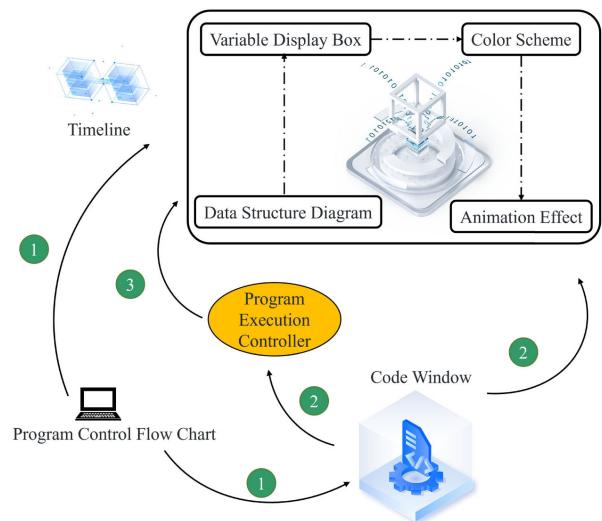 Variable Display Box
Color Scheme
Timeline
Data Structure Diagram
Animation Effect
1
3
Program
Execution
Controller
2
Code Window
2
Program Control Flow Chart
1